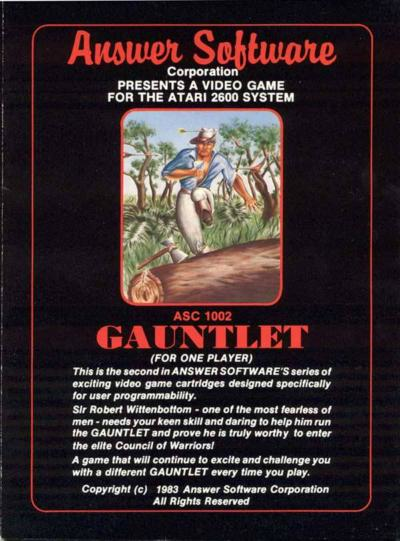 Answer Software
Corporation
PRESENTS A VIDEO GAME
FOR THE ATARI 2600 SYSTEM
ASC 1002
GAUNTLET
(FOR ONE PLAYER)
This is the second in ANSWER SOFTWARE'S series of
exciting video game cartridges designed specifically
for user programmability.
Sir Robert Wittenbottom - one of the most fearless of
men - needs your keen skill and daring to help him run
the GAUNTLET and prove he is truly worthy to enter
the elite Council of Warriors!
A game that will continue to excite and challenge you
with a different GAUNTLET every time you play.
Copyright (c) 1983 Answer Software Corporation
All Rights Reserved